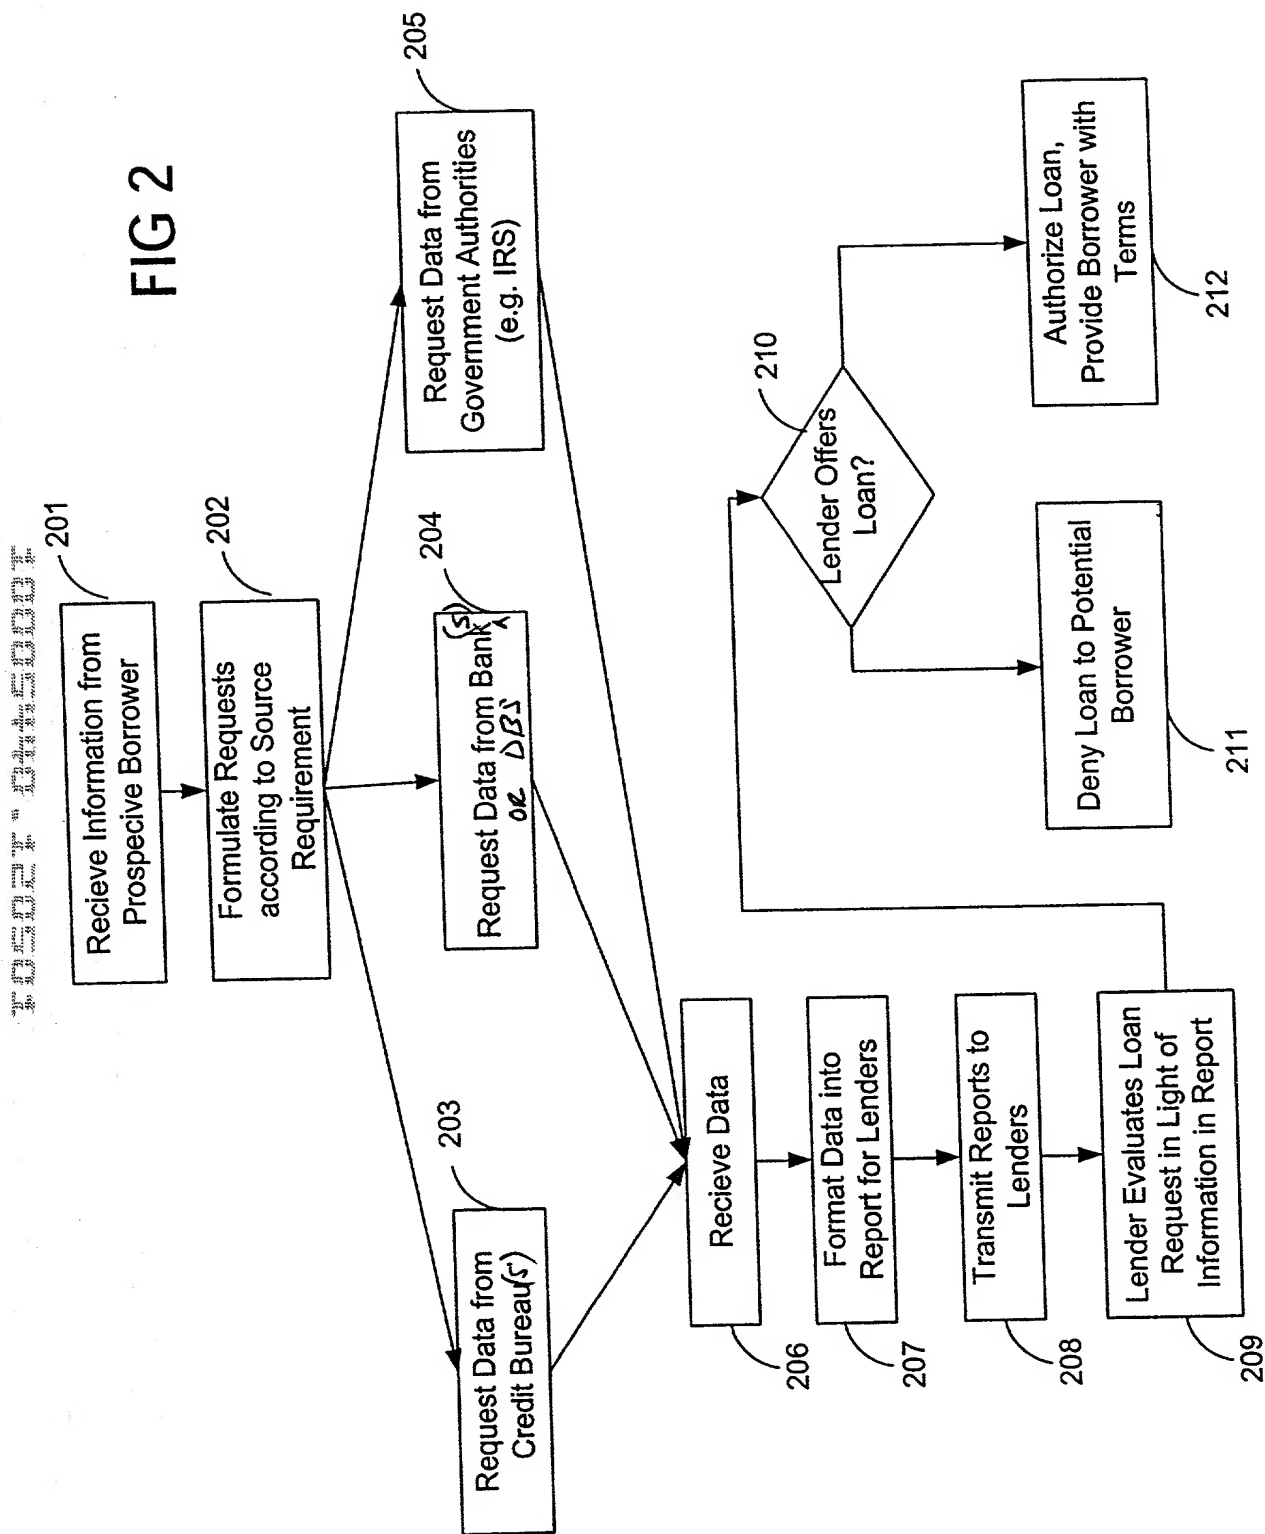 FIG 2
201
Recieve Information from
Prospecive Borrower
202
Formulate Requests
according to Source
Requirement
203
Request Data from
Credit Bureau(s)
204
Request Data from Bank(s)
OR DBS
205
Request Data from
Government Authorities
(e.g. IRS)
206
Recieve Data
207
Format Data into
Report for Lenders
208
Transmit Reports to
Lenders
209
Lender Evaluates Loan
Request in Light of
Information in Report
210
Lender Offers
Loan?
211
Deny Loan to Potential
Borrower
212
Authorize Loan,
Provide Borrower with
Terms